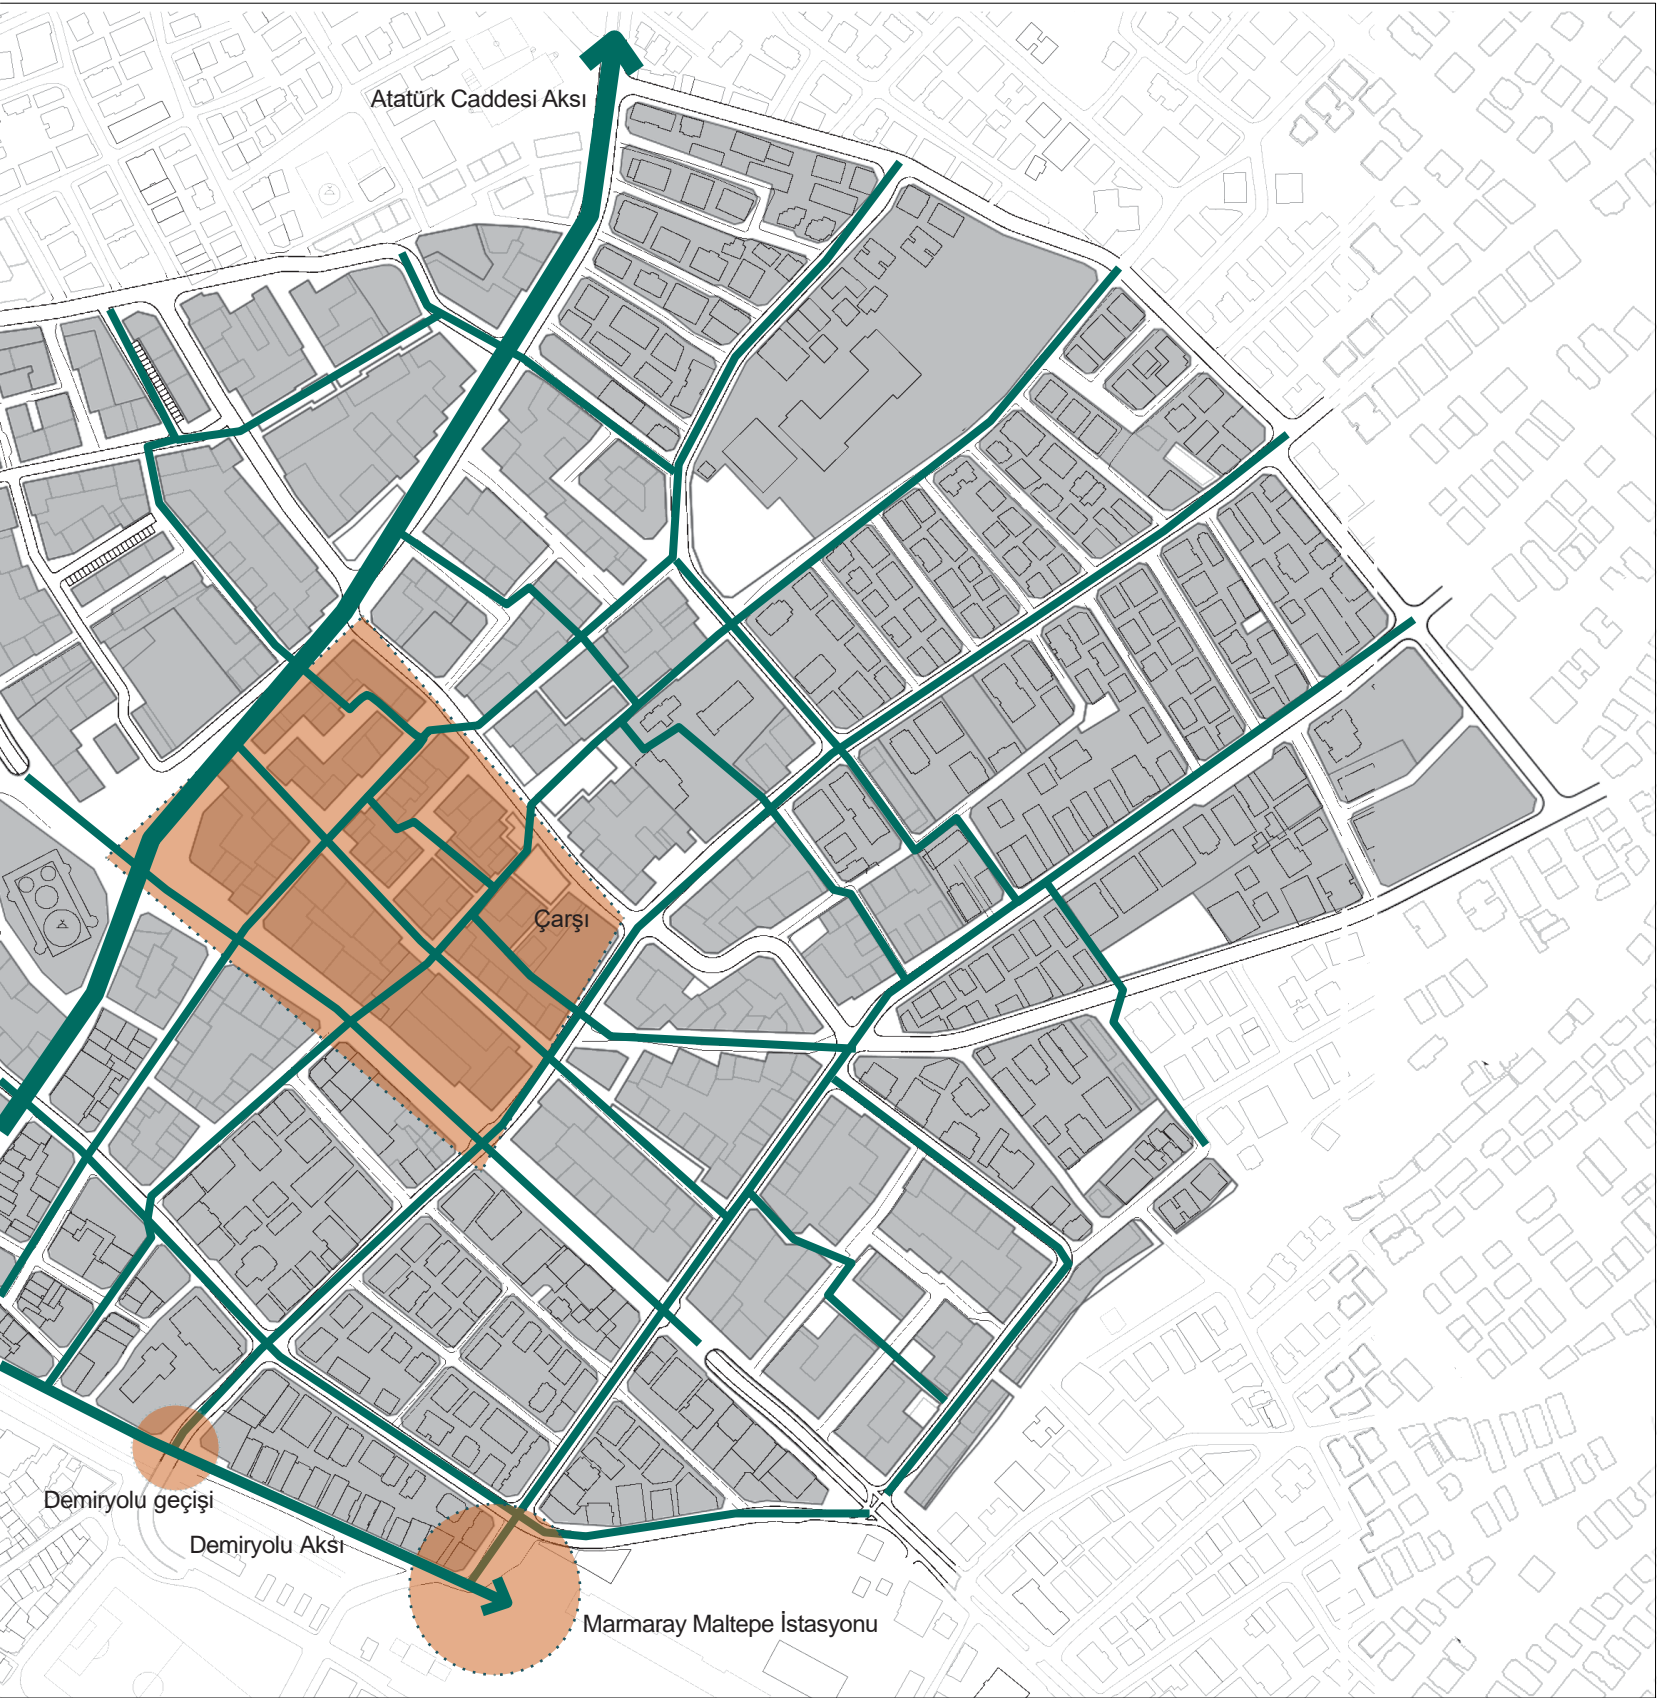 Atatürk Caddesi Aksı
Çarşı
Demiryolu geçişi
Demiryolu Aksı
Marmaray Maltepe İstasyonu